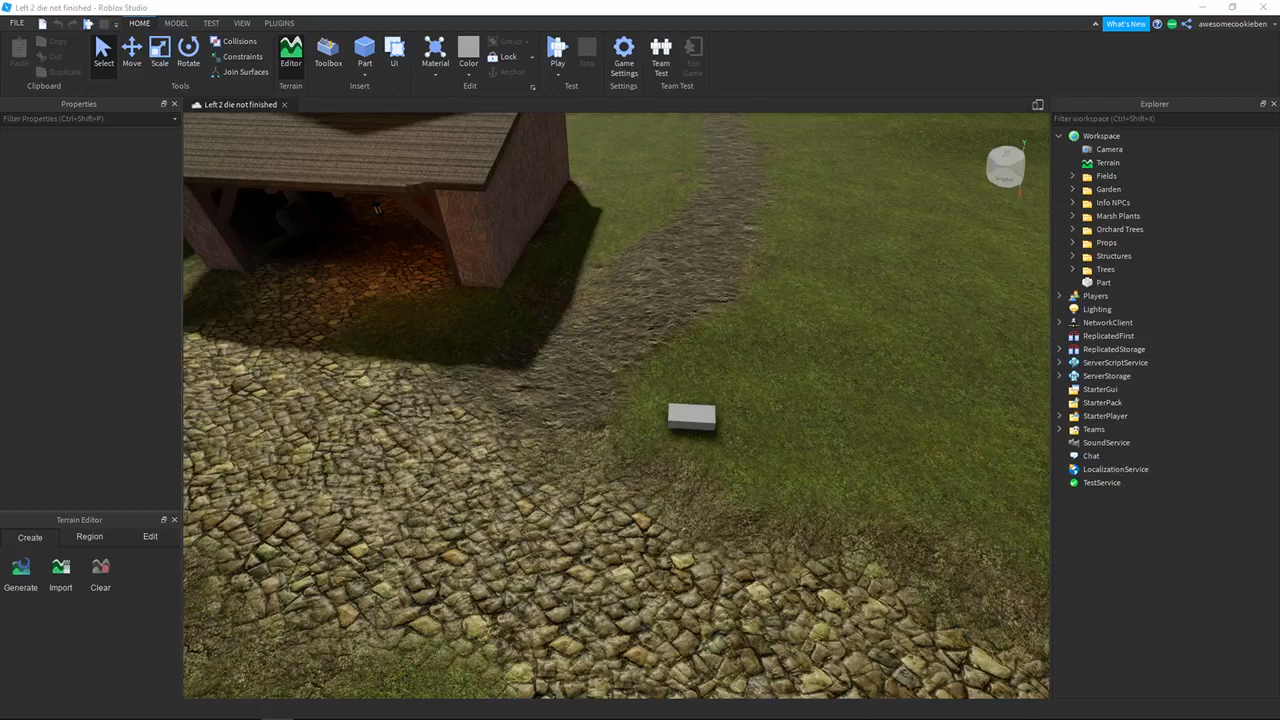 Left 2 die not finished - Roblox Studio
FILE HOME MODEL TEST VIEW PLUGINS What's New awesomecookieben
Paste Copy Cut Duplicate Select Move Scale Rotate Collisions Constraints Join Surfaces Editor Toolbox Part UI Material Color Group Lock Anchor Play Stop Game Settings Team Test Exit Game
Clipboard Tools Terrain Insert Edit Test Settings Team Test
Properties
Filter Properties (Ctrl+Shift+P)
Left 2 die not finished
Explorer
Filter workspace (Ctrl+Shift+X)
Workspace
Camera
Terrain
Fields
Garden
Info NPCs
Marsh Plants
Orchard Trees
Props
Structures
Trees
Part
Players
Lighting
NetworkClient
ReplicatedFirst
ReplicatedStorage
ServerScriptService
ServerStorage
StarterGui
StarterPack
StarterPlayer
Teams
SoundService
Chat
LocalizationService
TestService
Terrain Editor
Create Region Edit
Generate Import Clear